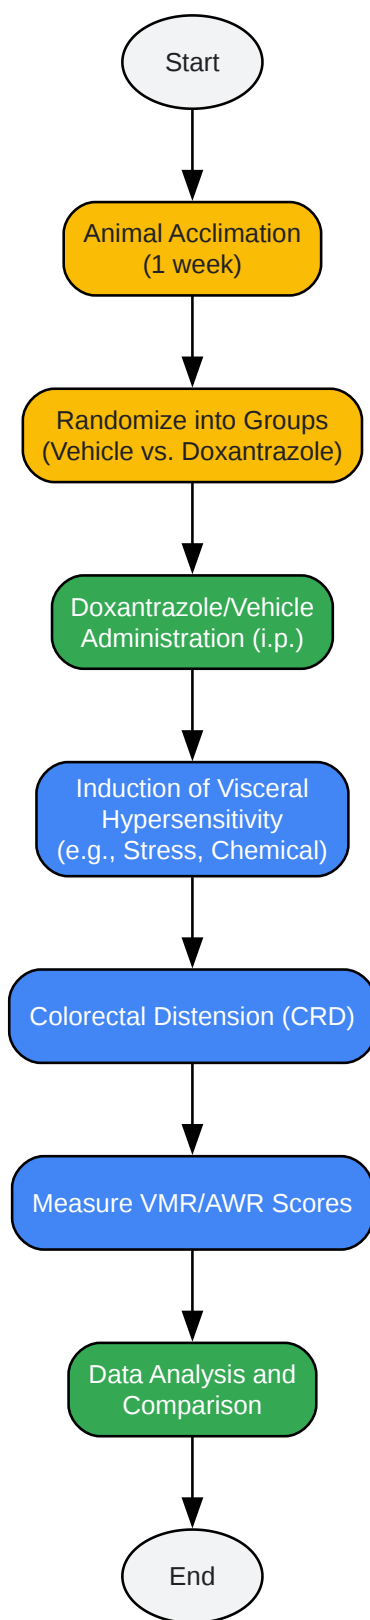 Start
Animal Acclimation
(1 week)
Randomize into Groups
(Vehicle vs. Doxantrazole)
Doxantrazole/Vehicle
Administration (i.p.)
Induction of Visceral
Hypersensitivity
(e.g., Stress, Chemical)
Colorectal Distension (CRD)
Measure VMR/AWR Scores
Data Analysis and
Comparison
End